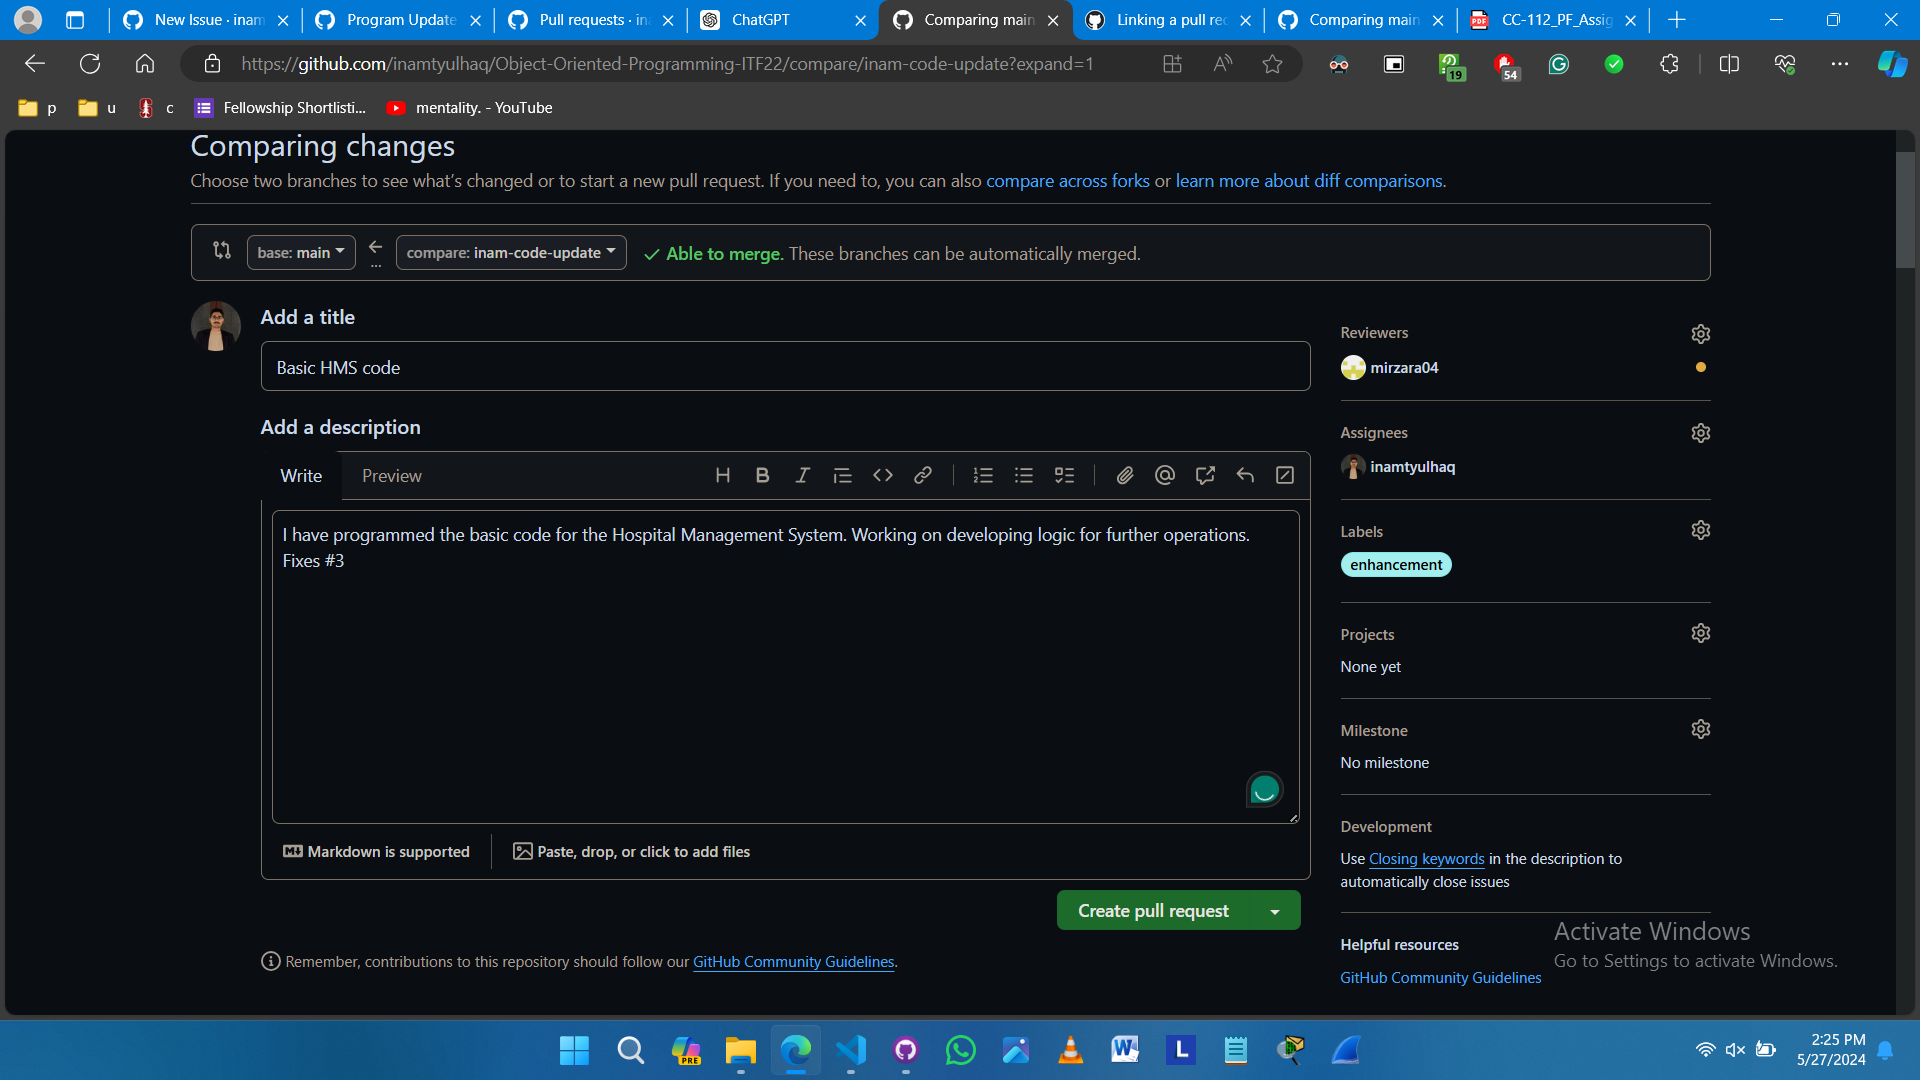 New Issue · inam
Program Update
Pull requests · in
ChatGPT
Comparing main
Linking a pull rec
Comparing main
PDF
CC-112_PF_Assig
https://github.com/inamtyulhaq/Object-Oriented-Programming-ITF22/compare/inam-code-update?expand=1
19
54
p
u
c
Fellowship Shortlisti...
mentality. - YouTube
Comparing changes
Choose two branches to see what's changed or to start a new pull request. If you need to, you can also compare across forks or learn more about diff comparisons.
base: main
...
compare: inam-code-update
Able to merge. These branches can be automatically merged.
Add a title
Basic HMS code
Add a description
Write
Preview
I have programmed the basic code for the Hospital Management System. Working on developing logic for further operations.
Fixes #3
Markdown is supported
Paste, drop, or click to add files
Create pull request
Remember, contributions to this repository should follow our GitHub Community Guidelines.
Reviewers
mirzara04
Assignees
inamtyulhaq
Labels
enhancement
Projects
None yet
Milestone
No milestone
Development
Use Closing keywords in the description to
automatically close issues
Helpful resources
GitHub Community Guidelines
Activate Windows
Go to Settings to activate Windows.
PRE
W
L
2:25 PM
5/27/2024